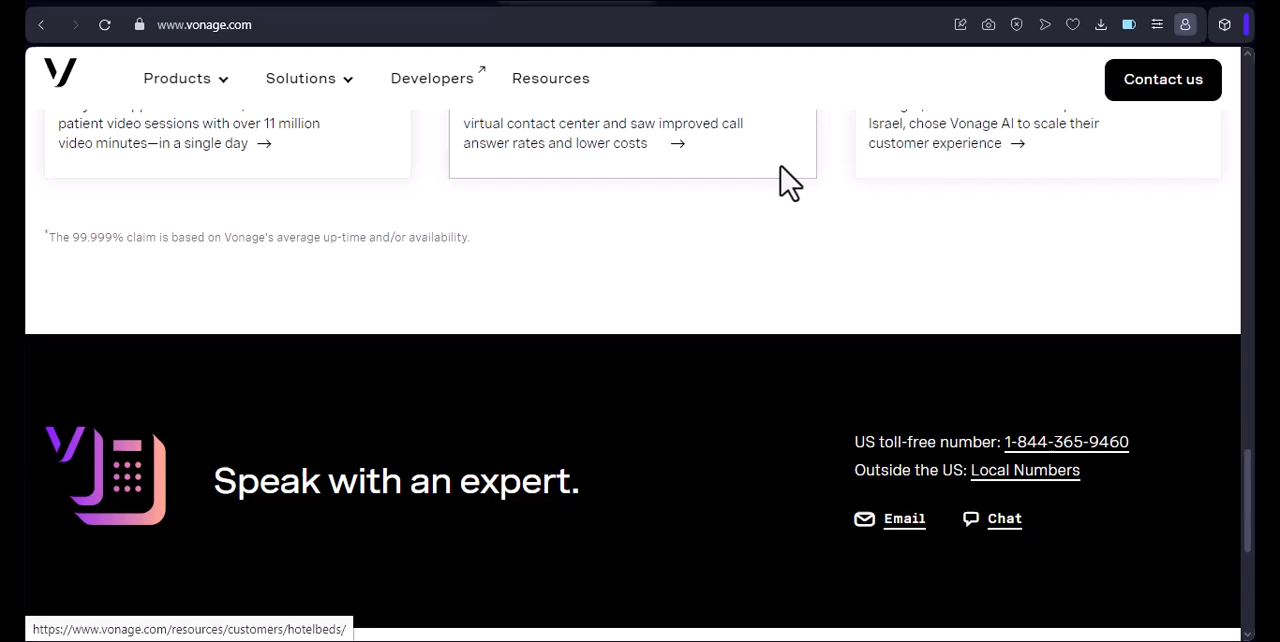 www.vonage.com
Products
Solutions
Developers
Resources
Contact us
patient video sessions with over 11 million
video minutes—in a single day →
virtual contact center and saw improved call
answer rates and lower costs →
Israel, chose Vonage AI to scale their
customer experience →
*The 99.999% claim is based on Vonage's average up-time and/or availability.
Speak with an expert.
US toll-free number: 1-844-365-9460
Outside the US: Local Numbers
Email
Chat
https://www.vonage.com/resources/customers/hotelbeds/